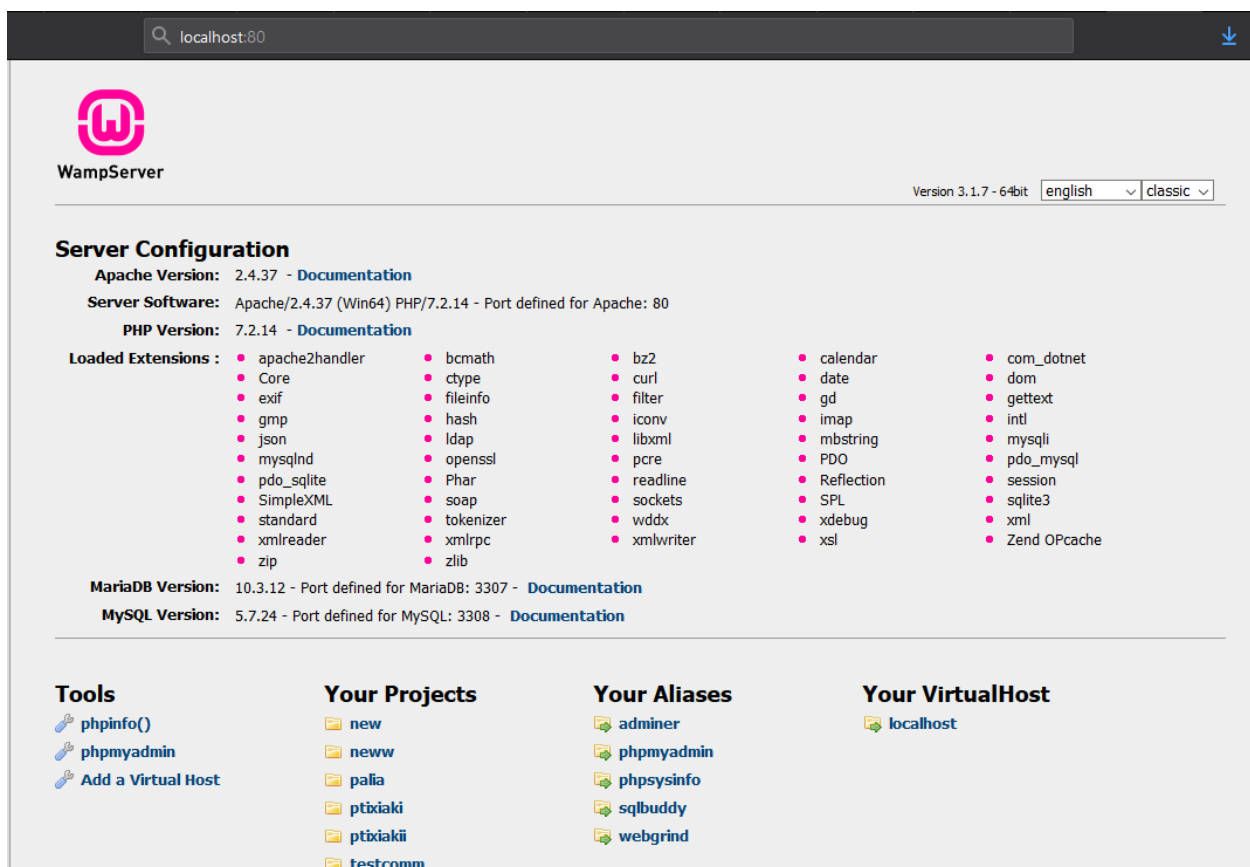 localhost:80
WampServer
Version 3.1.7 - 64bit english classic
Server Configuration
Apache Version: 2.4.37 - Documentation
Server Software: Apache/2.4.37 (Win64) PHP/7.2.14 - Port defined for Apache: 80
PHP Version: 7.2.14 - Documentation
Loaded Extensions : apache2handler bcmath bz2 calendar com_dotnet
Core ctype curl date dom
exif fileinfo filter gd gettext
gmp hash iconv imap intl
json ldap libxml mbstring mysqli
mysqlnd openssl pcre PDO pdo_mysql
pdo_sqlite Phar readline Reflection session
SimpleXML soap sockets SPL sqlite3
standard tokenizer wddx xdebug xml
xmlreader xmlrpc xmlwriter xsl Zend OPcache
zip zlib
MariaDB Version: 10.3.12 - Port defined for MariaDB: 3307 - Documentation
MySQL Version: 5.7.24 - Port defined for MySQL: 3308 - Documentation
Tools Your Projects Your Aliases Your VirtualHost
phpinfo() new adminer localhost
phpmyadmin neww phpmyadmin
Add a Virtual Host palia phpsysinfo
ptixiaki sqlbuddy
ptixiakii webgrind
testcomm